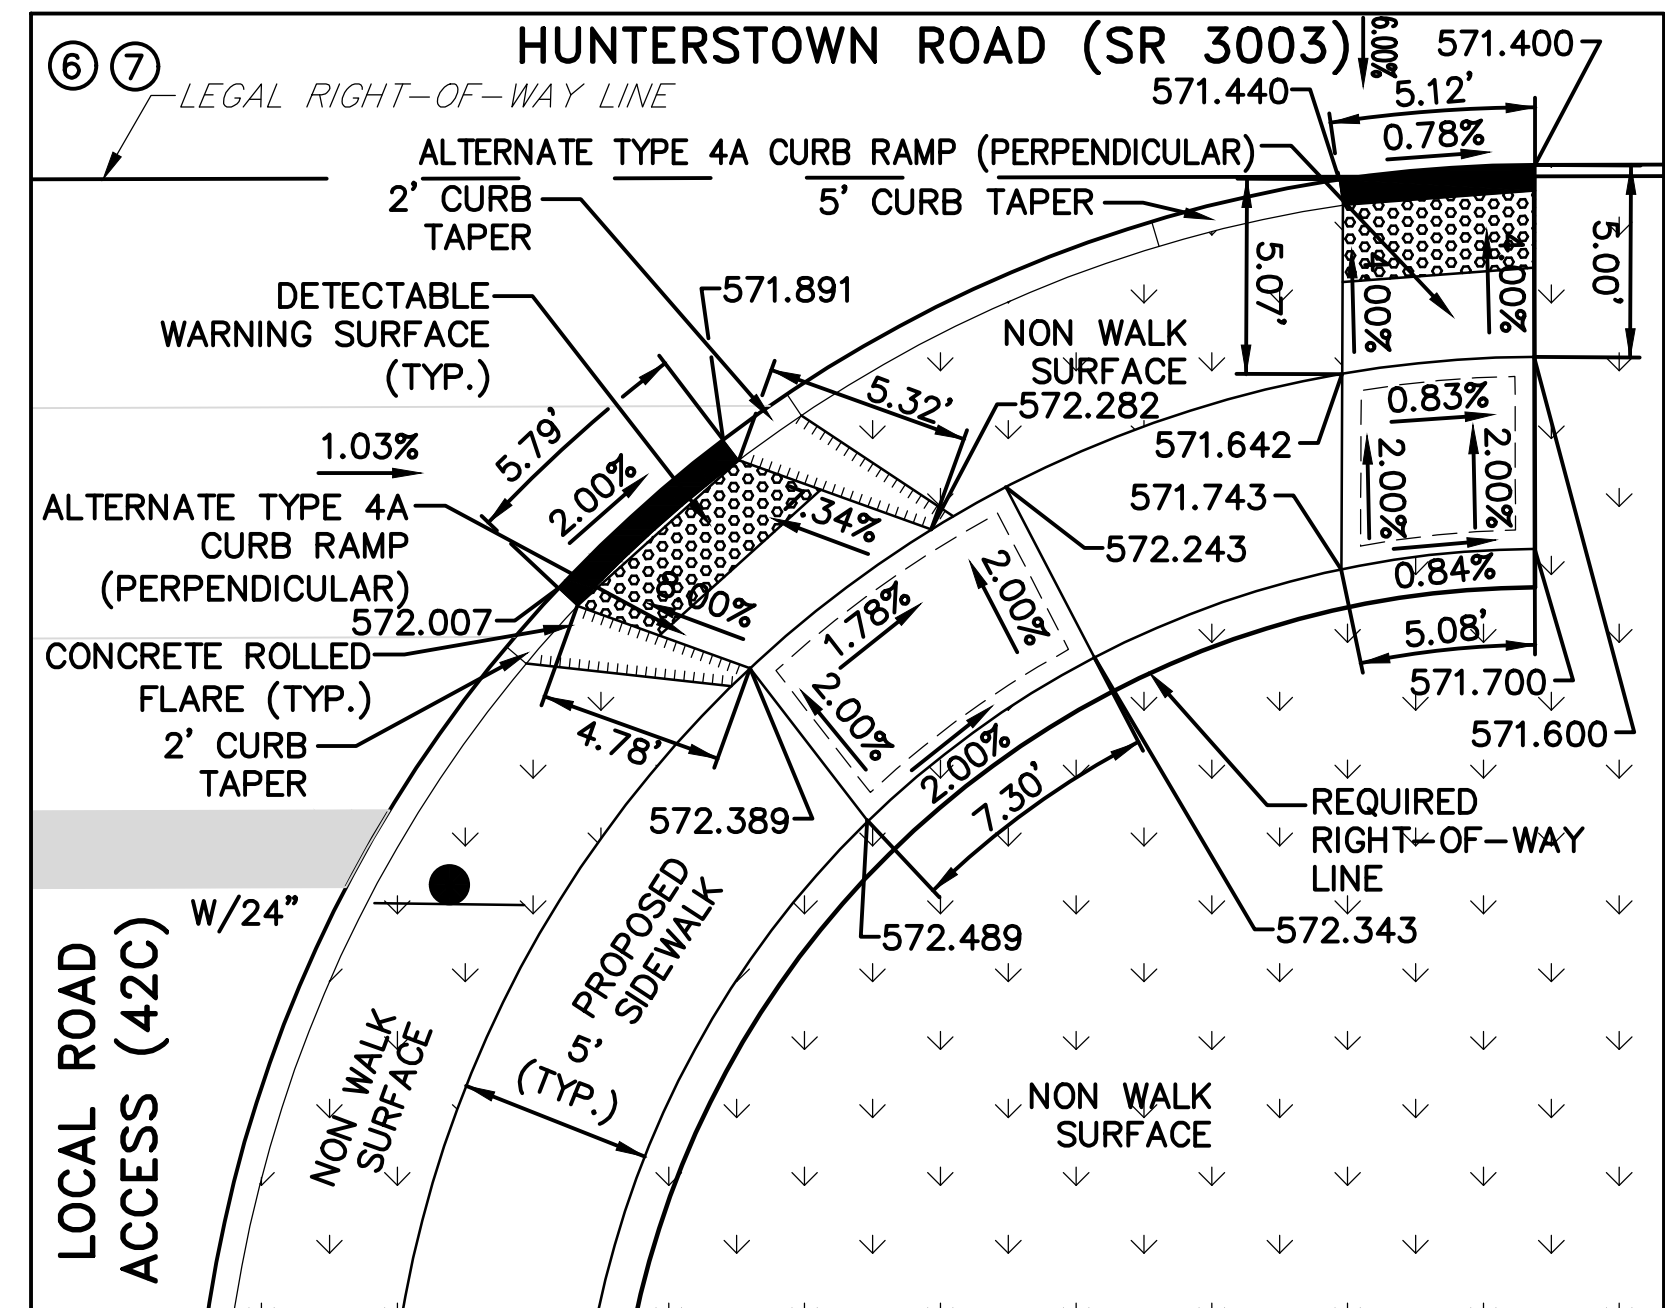 6 7
HUNTERSTOWN ROAD (SR 3003)
6.00%
571.400
LEGAL RIGHT-OF-WAY LINE
571.440
5.12'
0.78%
ALTERNATE TYPE 4A CURB RAMP (PERPENDICULAR)
2' CURB
TAPER
5' CURB TAPER
5.07'
4.00%
4.00%
5.00'
DETECTABLE
WARNING SURFACE
(TYP.)
571.891
NON WALK
SURFACE
5.32'
572.282
0.83%
5.79'
1.03%
2.00%
571.642
2.00%
2.00%
7.34%
571.743
ALTERNATE TYPE 4A
CURB RAMP
(PERPENDICULAR)
572.243
8.00%
2.00%
0.84%
572.007
1.78%
5.08'
CONCRETE ROLLED
FLARE (TYP.)
2.00%
571.700
571.600
2' CURB
TAPER
4.78'
2.00%
7.30'
572.389
REQUIRED
RIGHT-OF-WAY
LINE
W/24"
572.489
572.343
LOCAL ROAD
ACCESS (42C)
5' PROPOSED
SIDEWALK
(TYP.)
NON WALK
SURFACE
NON WALK
SURFACE